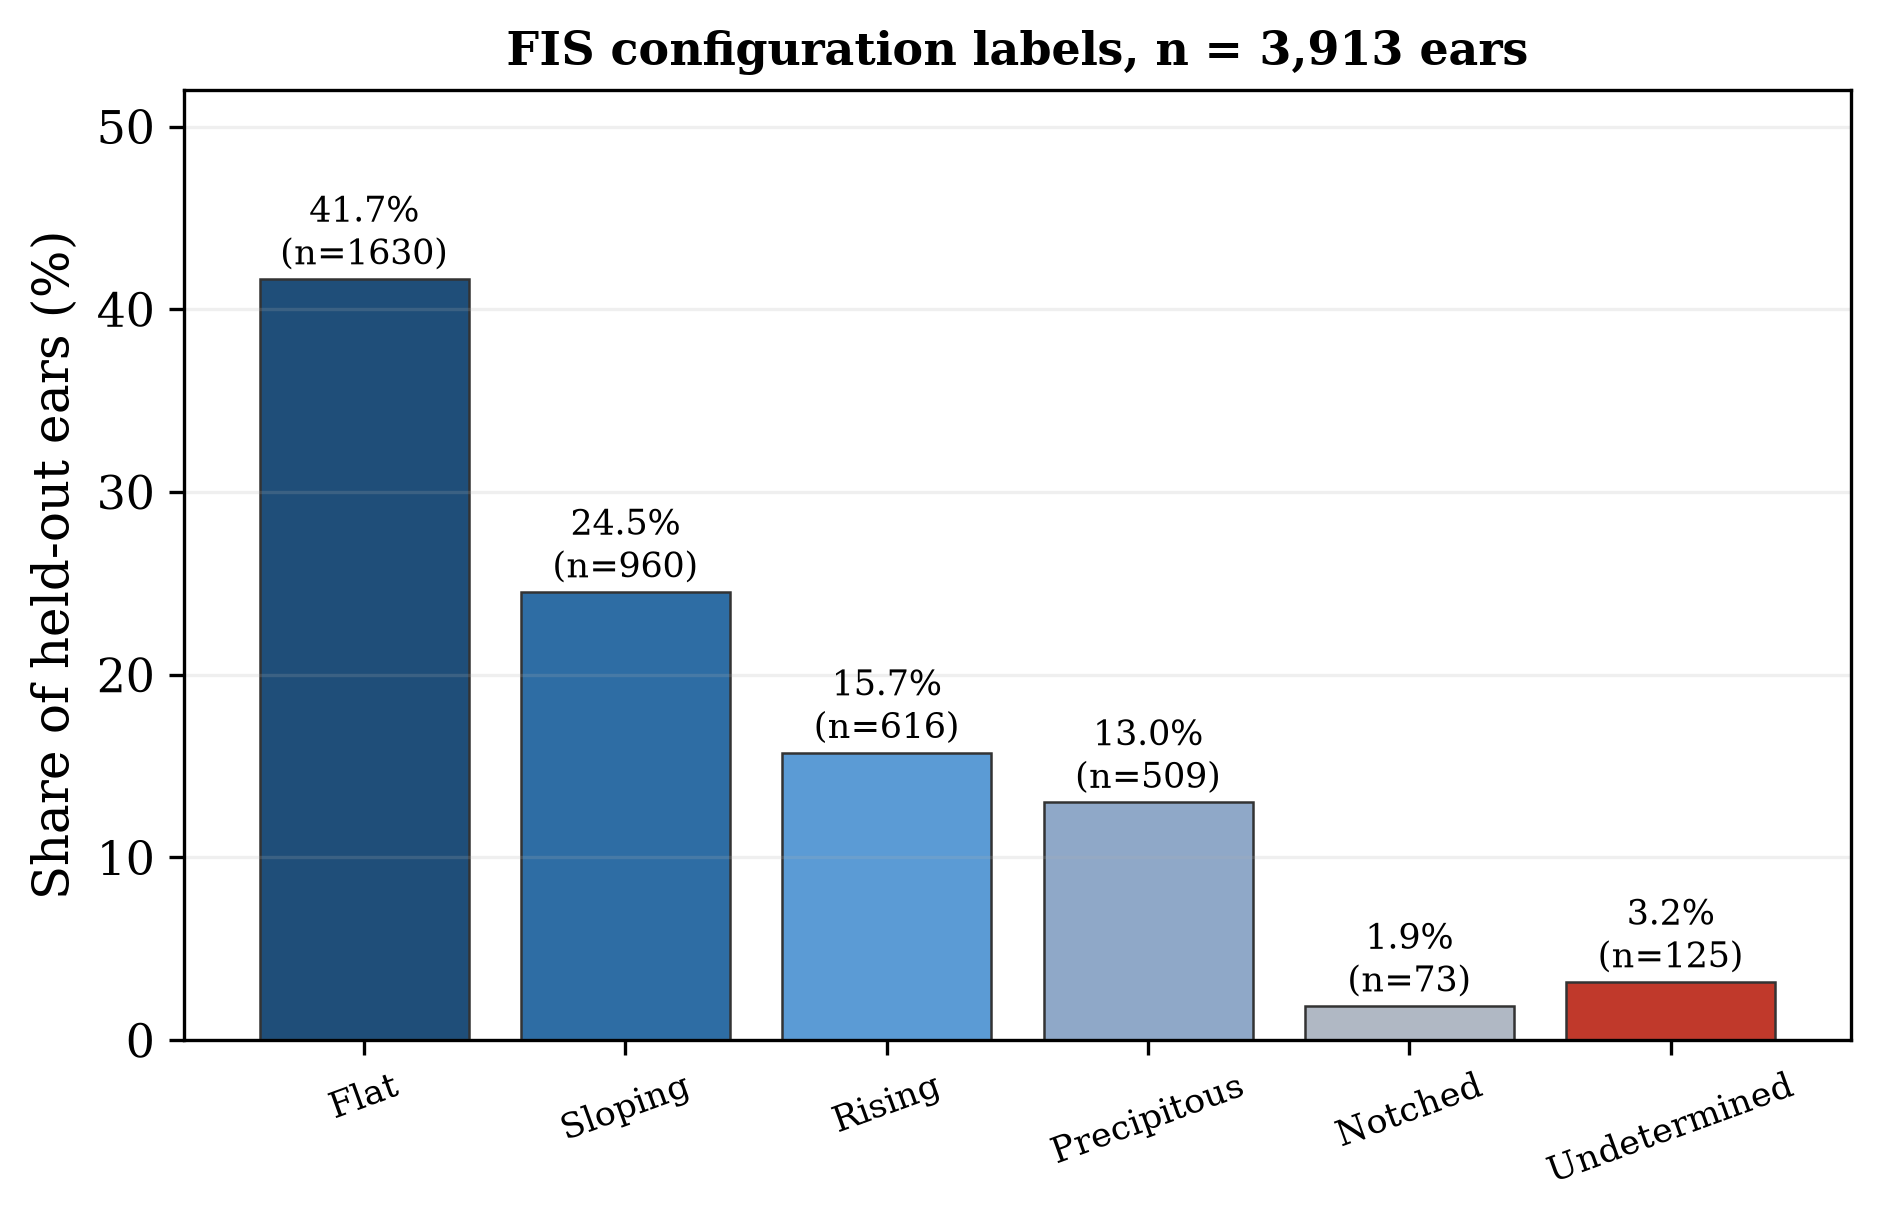 FIS configuration labels, n = 3,913 ears
Share of held-out ears (%)
50
40
30
20
10
0
41.7%
(n=1630)
24.5%
(n=960)
15.7%
(n=616)
13.0%
(n=509)
1.9%
(n=73)
3.2%
(n=125)
Flat
Sloping
Rising
Precipitous
Notched
Undetermined